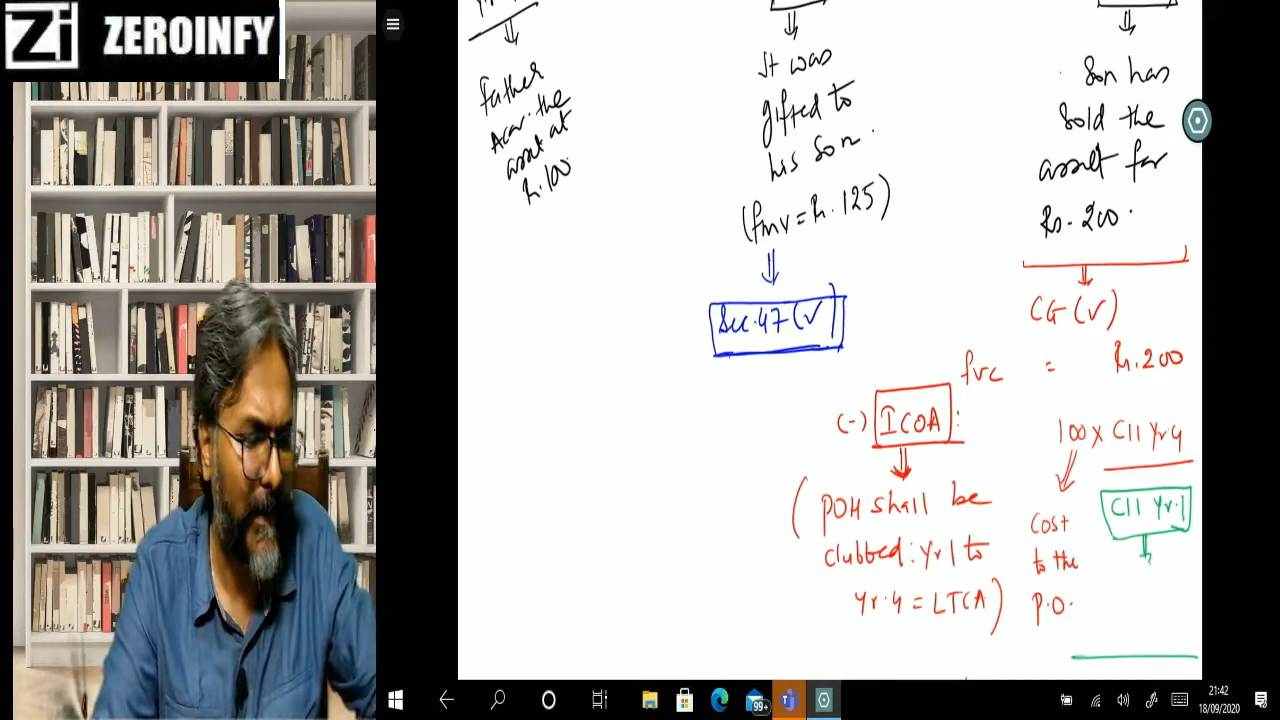 Zi ZEROINFY
Father
Acqr. the
asset at
Rs.100
It was
gifted to
his son.
(fmv = Rs.125)
Sec.47(✓)
Son has
Sold the
asset for
Rs. 200.
CG (✓)
fvc = Rs.200
(-) ICOA :
100 x CII Yr.4
CII Yr.1
(POH shall be
clubbed: Yr 1 to
Yr.4 = LTCA)
Cost
to the
P.O.
99+
21:42
18/09/2020